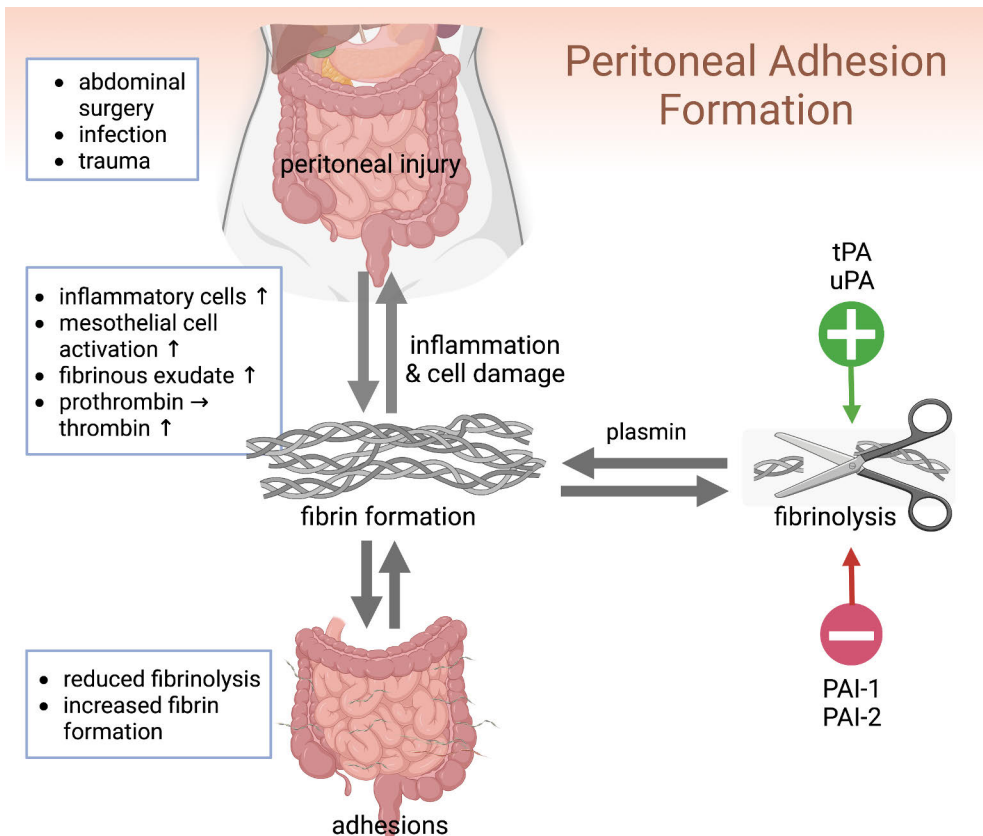 Peritoneal Adhesion
Formation
• abdominal
surgery
• infection
• trauma
peritoneal injury
• inflammatory cells ↑
• mesothelial cell
activation ↑
• fibrinous exudate ↑
• prothrombin →
thrombin ↑
inflammation
& cell damage
tPA
uPA
plasmin
fibrin formation
fibrinolysis
PAI-1
PAI-2
• reduced fibrinolysis
• increased fibrin
formation
adhesions